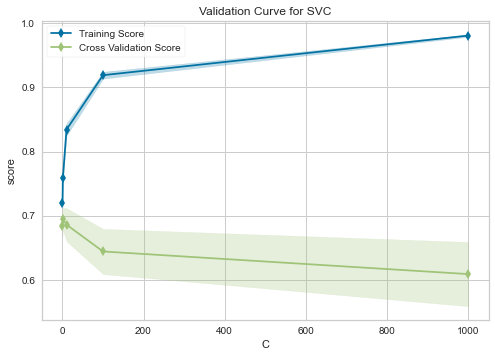 Validation Curve for SVC
Training Score
Cross Validation Score
score
1.0
0.9
0.8
0.7
0.6
0 200 400 600 800 1000
C